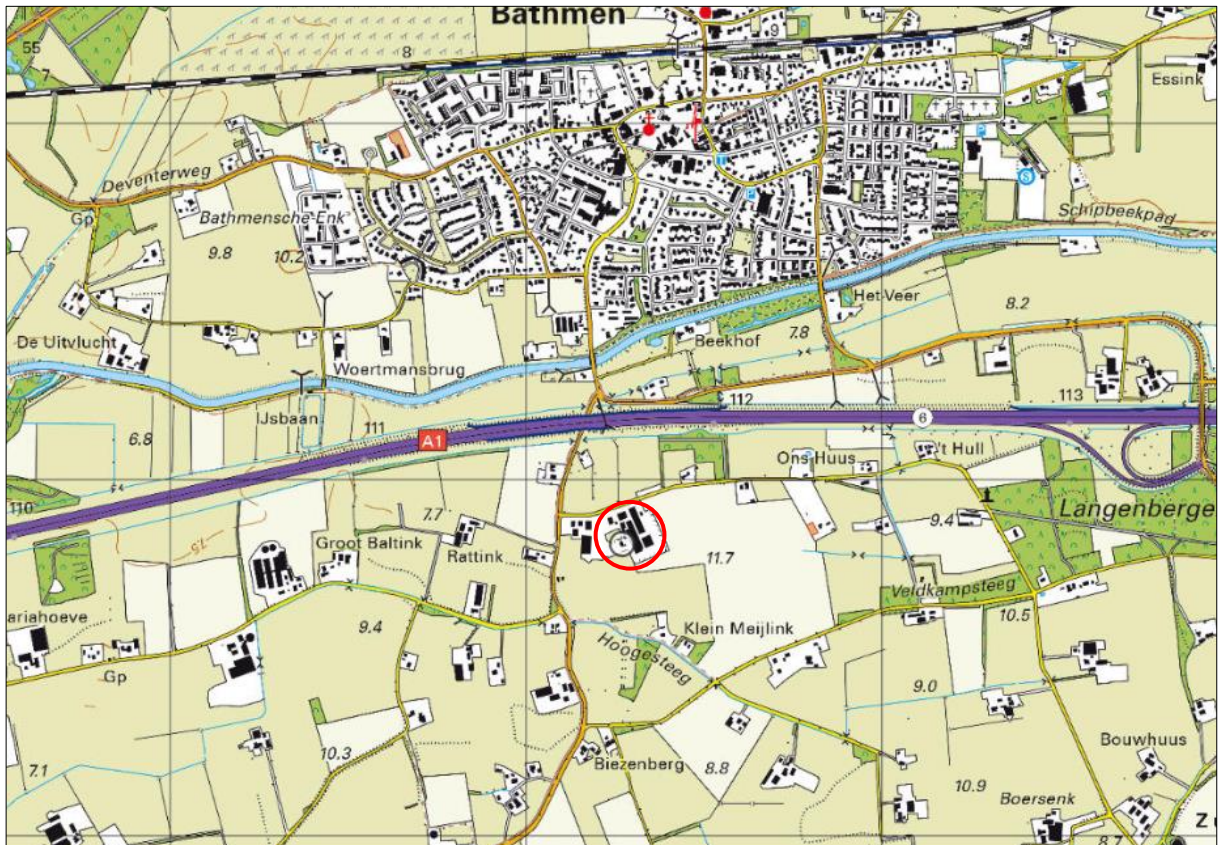 Bathmen
55
7
8
9
Essink
P
T
S
P
Deventerweg
Gp
Bathmensche Enk
9.8
10.2
Schipbeekpad
De Uitvlucht
Het Veer
8.2
7.8
Beekhof
Woertmansbrug
IJsbaan
111
112
113
6
6.8
A1
110
Ons Huus
't Hull
7.7
15
Groot Baltink
Rattink
9.4
Langenberge
11.7
Veldkampsteeg
10.5
ariahoeve
9.4
Klein Meijlink
Hoogesteeg
Gp
9.0
10.3
Biezenberg
8.8
Bouwhuus
7.1
10.9
Boersenk
Z
8.7